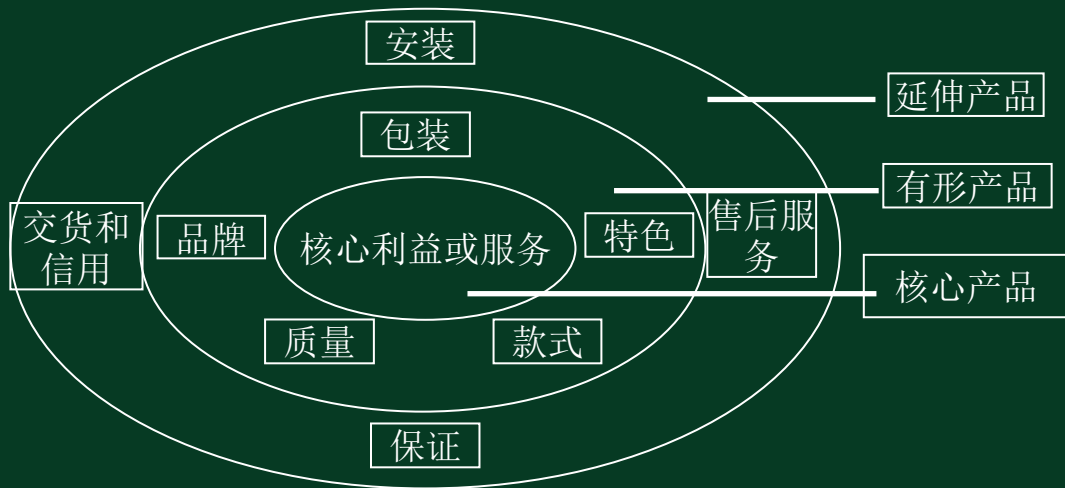 安装
延伸产品
包装
有形产品
交货和
信用
品牌
核心利益或服务
特色
售后服
务
核心产品
质量
款式
保证